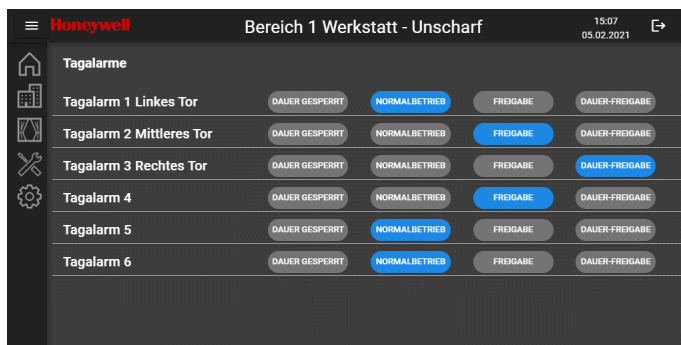 Honeywell Bereich 1 Werkstatt - Unscharf 15:07
05.02.2021
Tagalarme
Tagalarm 1 Linkes Tor DAUER GESPERRT NORMALBETRIEB FREIGABE DAUER-FREIGABE
Tagalarm 2 Mittleres Tor DAUER GESPERRT NORMALBETRIEB FREIGABE DAUER-FREIGABE
Tagalarm 3 Rechtes Tor DAUER GESPERRT NORMALBETRIEB FREIGABE DAUER-FREIGABE
Tagalarm 4 DAUER GESPERRT NORMALBETRIEB FREIGABE DAUER-FREIGABE
Tagalarm 5 DAUER GESPERRT NORMALBETRIEB FREIGABE DAUER-FREIGABE
Tagalarm 6 DAUER GESPERRT NORMALBETRIEB FREIGABE DAUER-FREIGABE